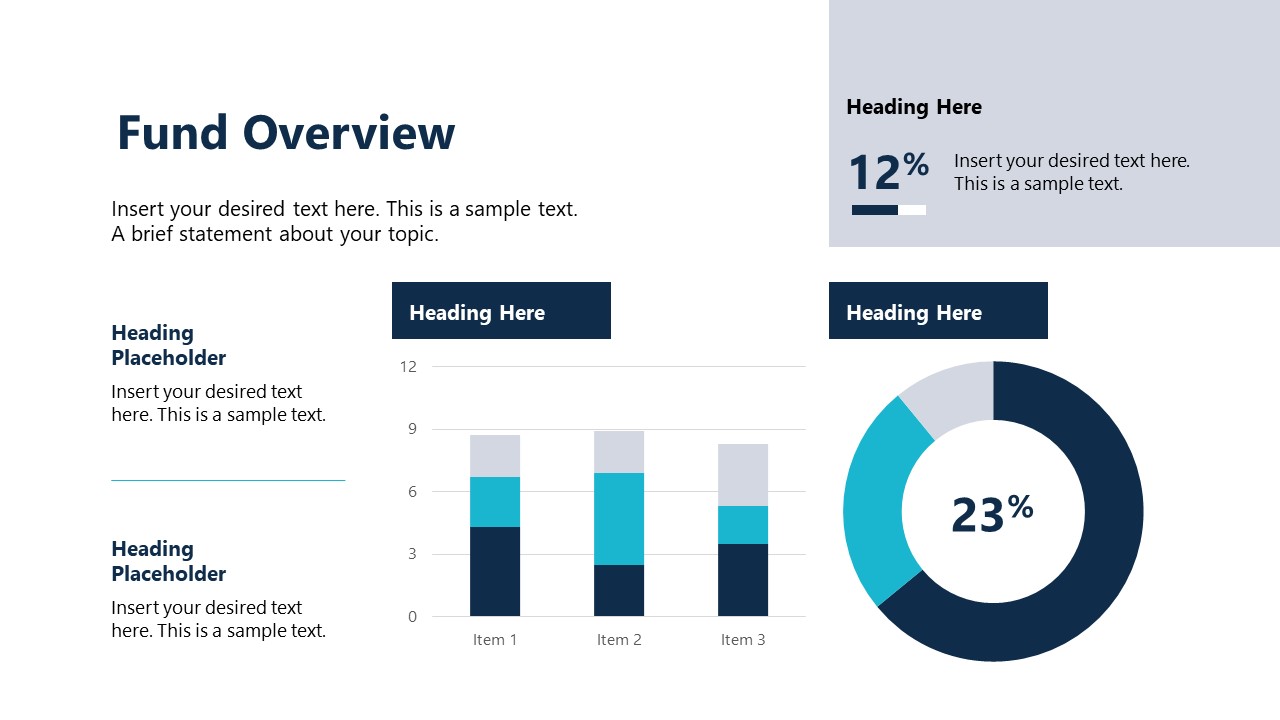 Fund Overview
Insert your desired text here. This is a sample text.
A brief statement about your topic.
Heading Here
12%
Insert your desired text here.
This is a sample text.
Heading
Placeholder
Insert your desired text
here. This is a sample text.
Heading
Placeholder
Insert your desired text
here. This is a sample text.
Heading Here
12
9
6
3
0
Item 1
Item 2
Item 3
Heading Here
23%